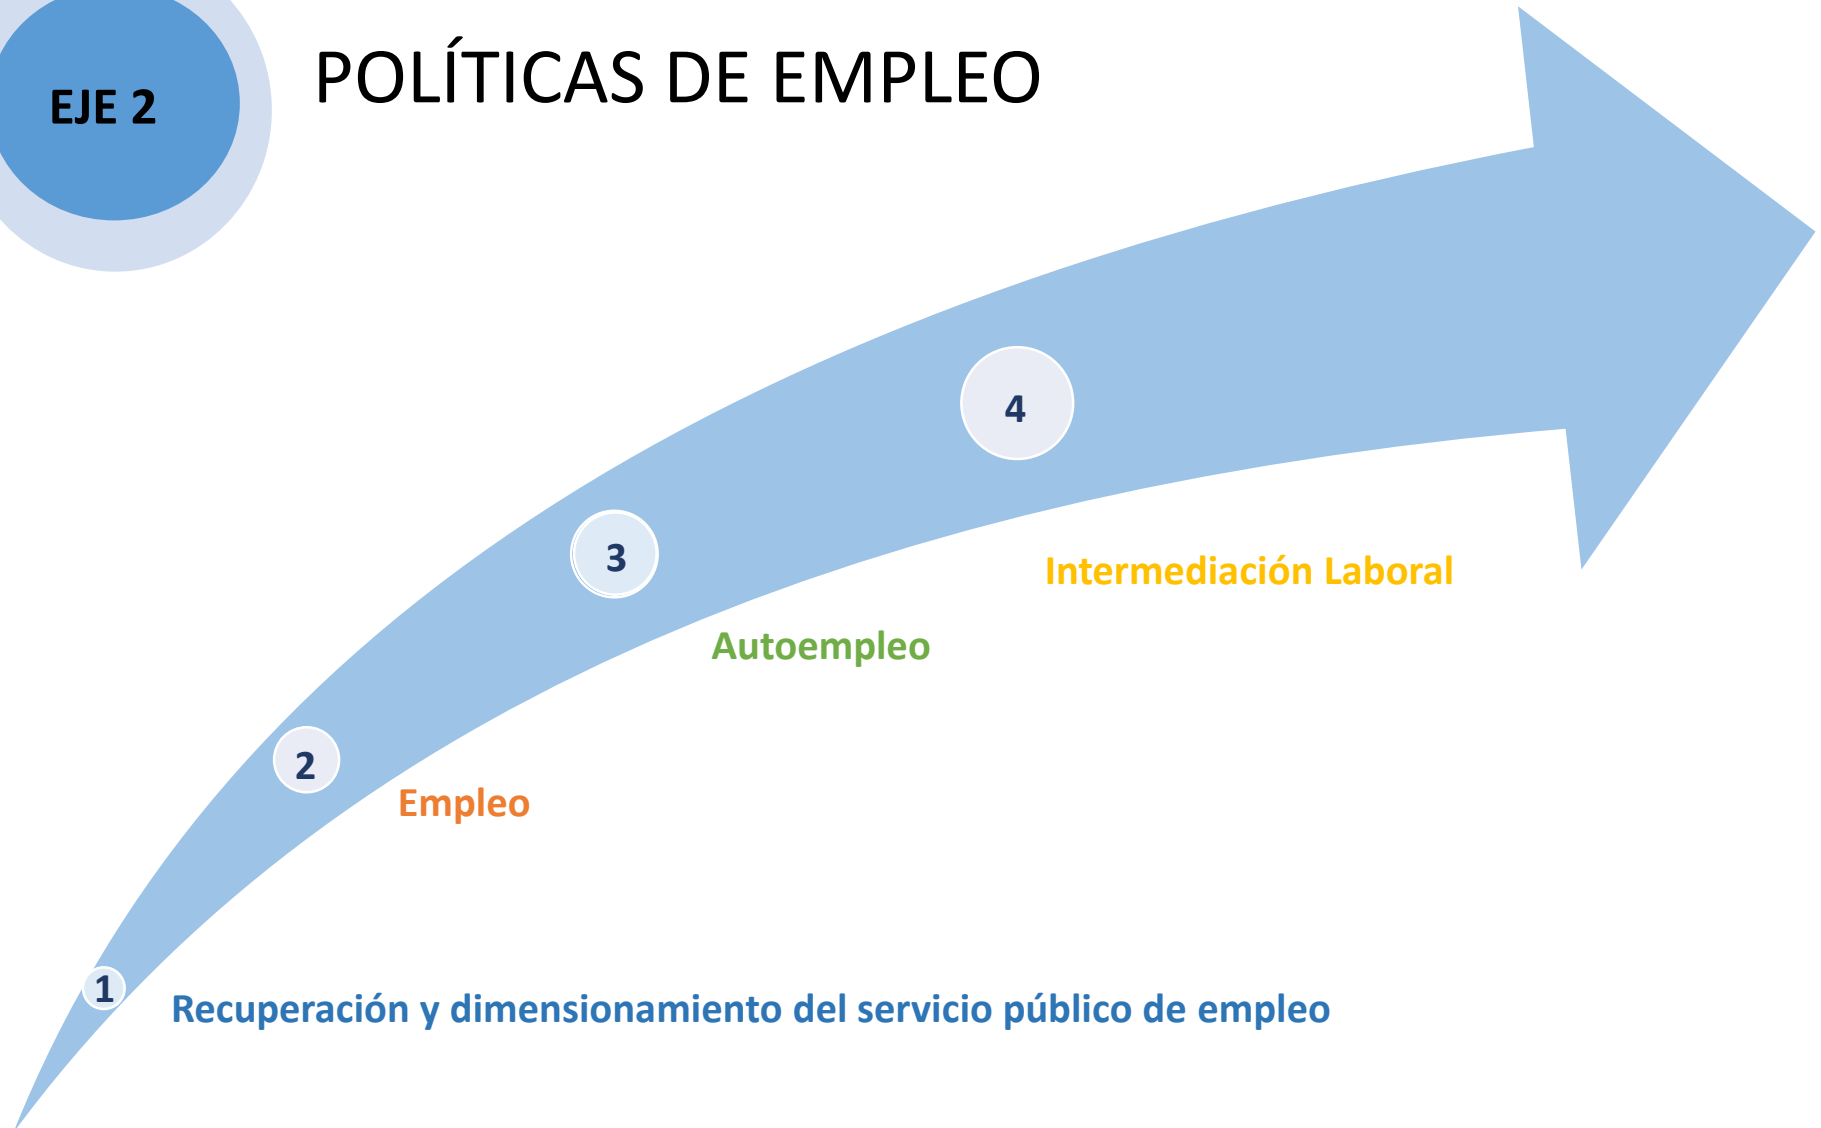 EJE 2
POLÍTICAS DE EMPLEO
4
3
Intermediación Laboral
Autoempleo
2
Empleo
1
Recuperación y dimensionamiento del servicio público de empleo